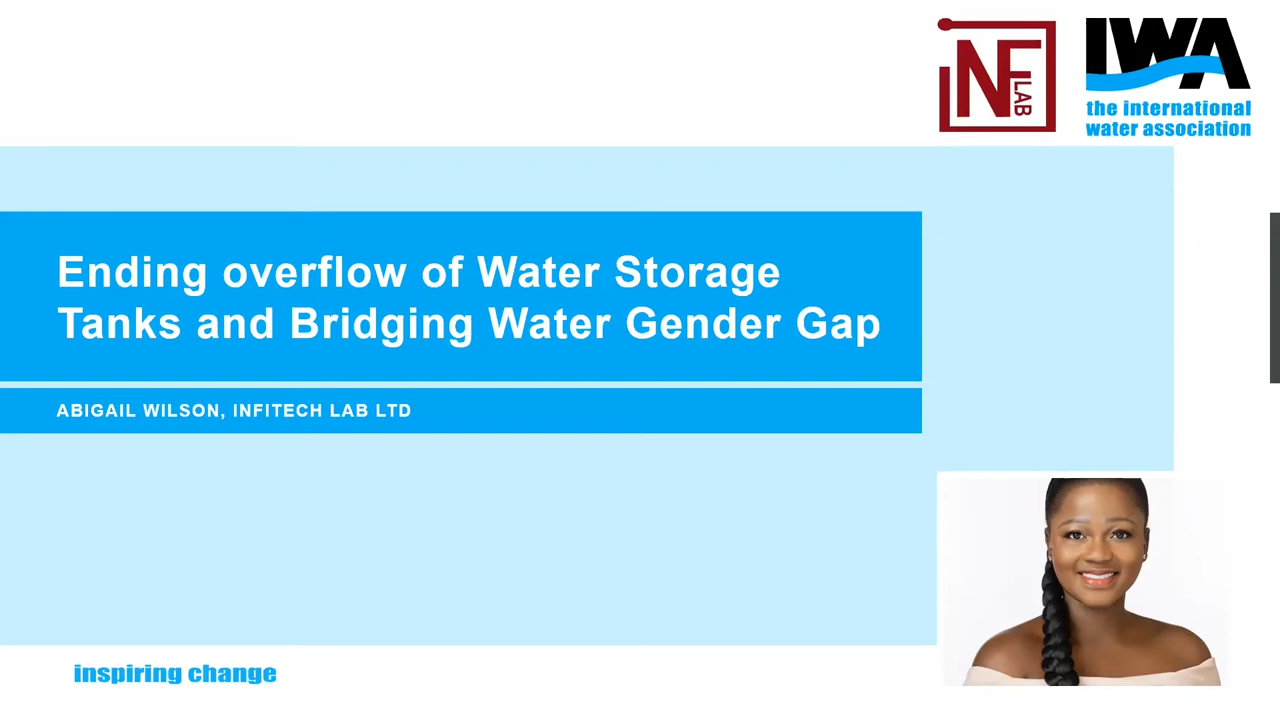 INF LAB
IWA
the international
water association
Ending overflow of Water Storage
Tanks and Bridging Water Gender Gap
ABIGAIL WILSON, INFITECH LAB LTD
inspiring change